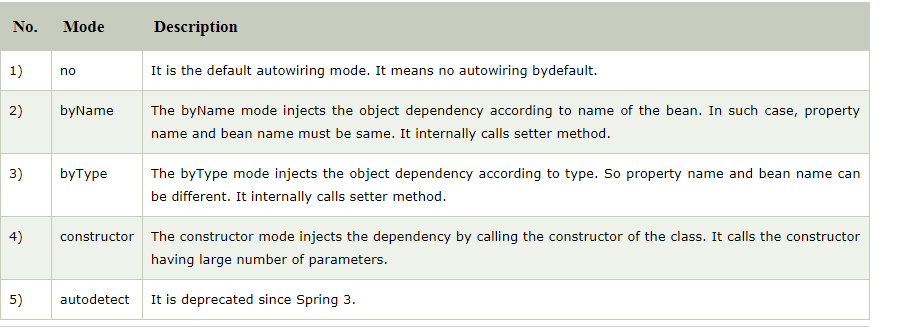 No. Mode Description
1) no It is the default autowiring mode. It means no autowiring bydefault.
2) byName The byName mode injects the object dependency according to name of the bean. In such case, property
name and bean name must be same. It internally calls setter method.
3) byType The byType mode injects the object dependency according to type. So property name and bean name can
be different. It internally calls setter method.
4) constructor The constructor mode injects the dependency by calling the constructor of the class. It calls the constructor
having large number of parameters.
5) autodetect It is deprecated since Spring 3.